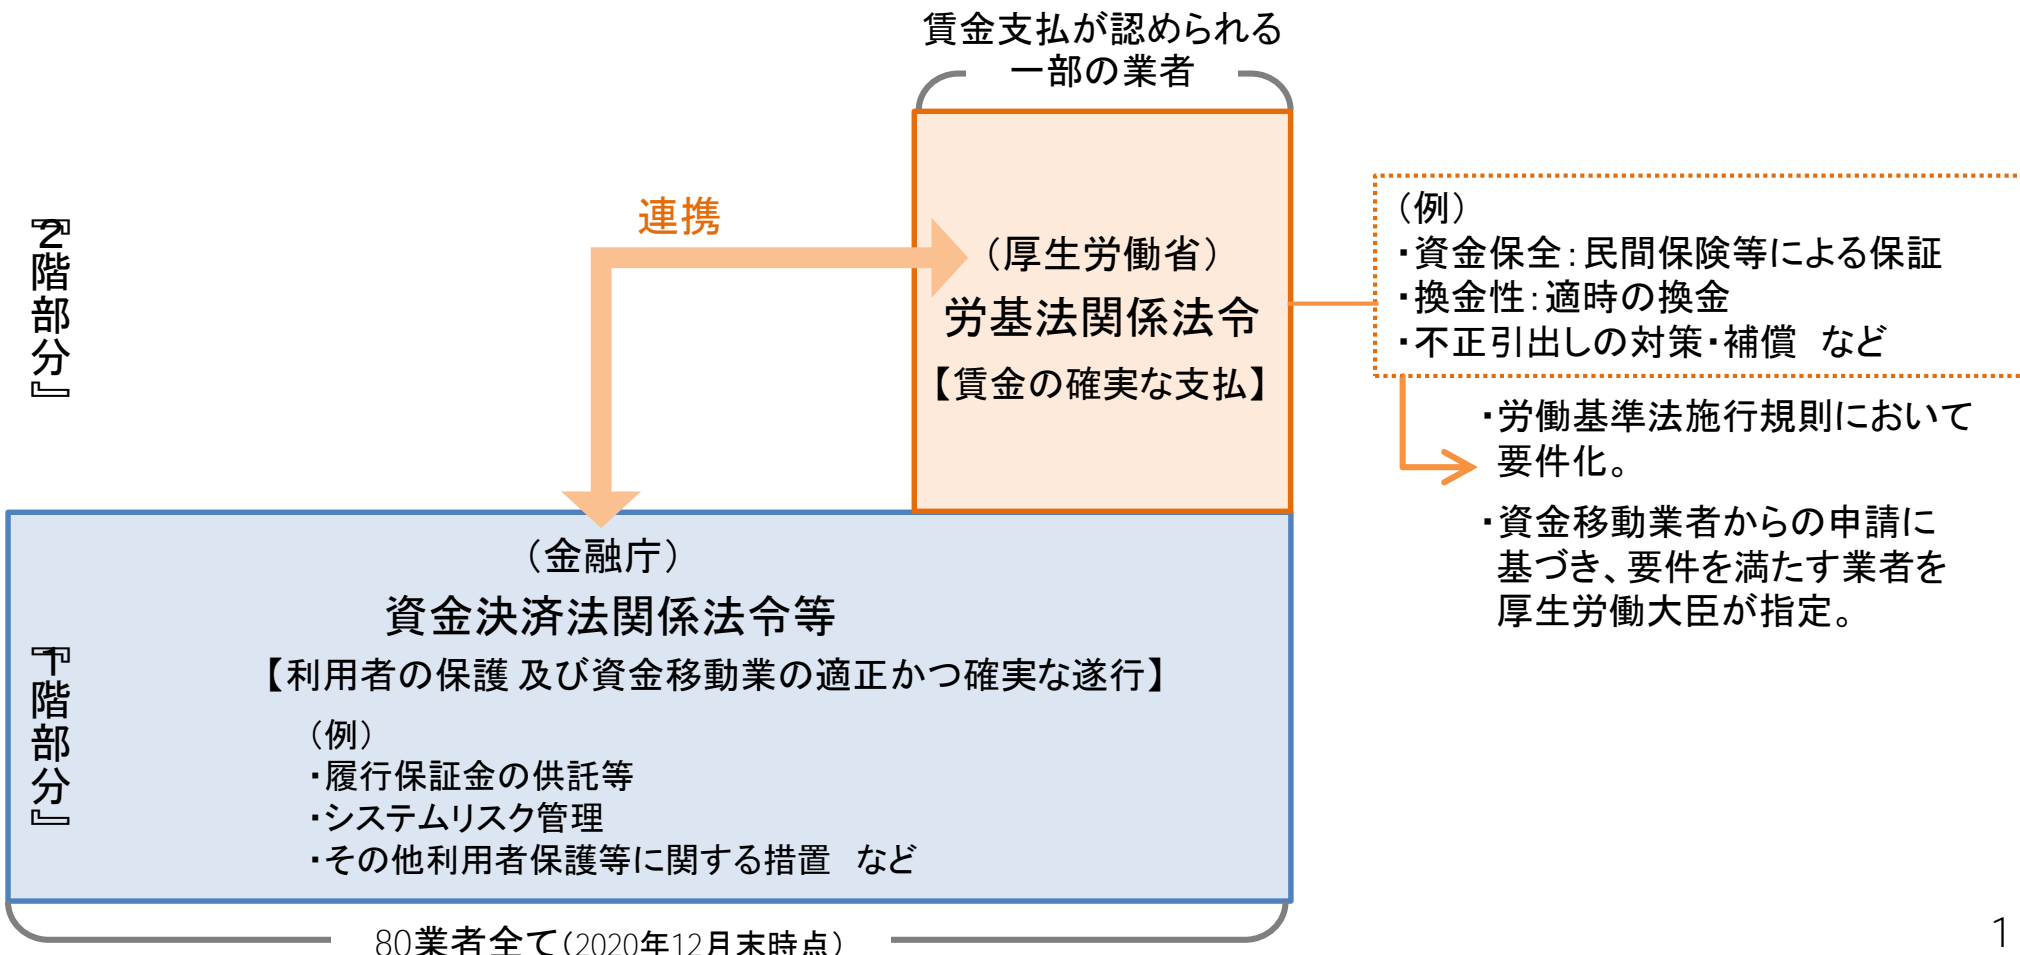 賃金支払が認められる
一部の業者
『2階部分』
連携
（厚生労働省）
労基法関係法令
【賃金の確実な支払】
（例）
・資金保全：民間保険等による保証
・換金性：適時の換金
・不正引出しの対策・補償　など
・労働基準法施行規則において
要件化。
・資金移動業者からの申請に
基づき、要件を満たす業者を
厚生労働大臣が指定。
『1階部分』
（金融庁）
資金決済法関係法令等
【利用者の保護 及び資金移動業の適正かつ確実な遂行】
（例）
・履行保証金の供託等
・システムリスク管理
・その他利用者保護等に関する措置　など
80業者全て（2020年12月末時点）
1